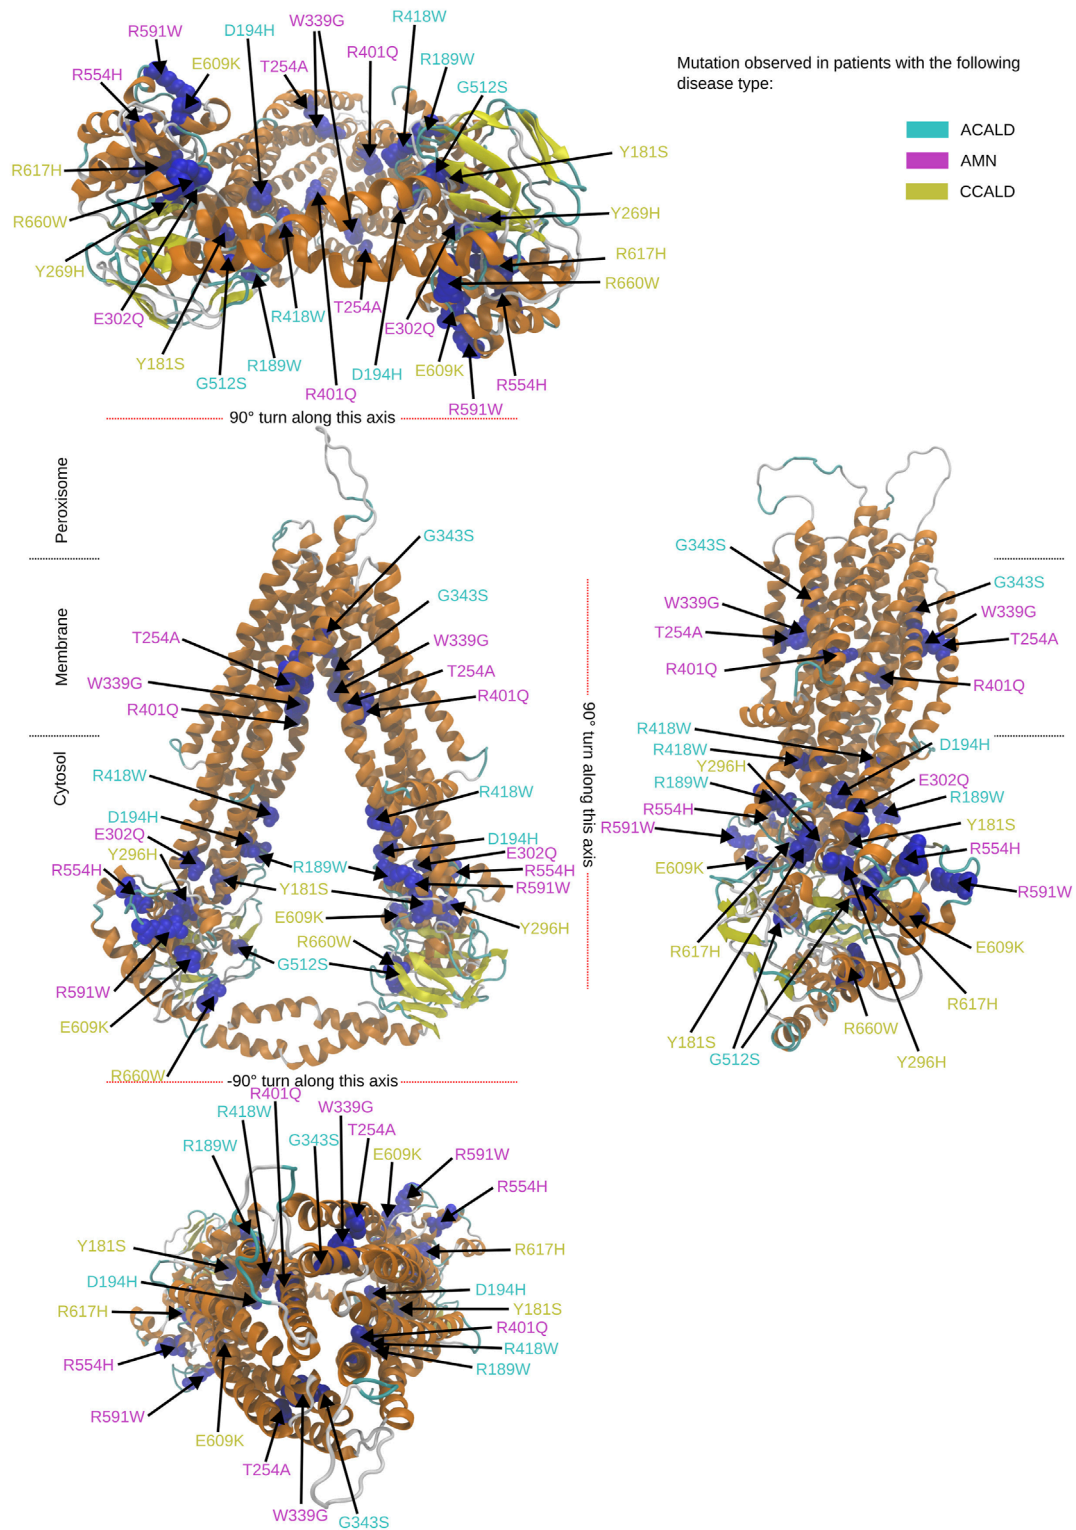 R591W
D194H
W339G
R418W
R554H
E609K
T254A
R401Q
R189W
G512S
Mutation observed in patients with the following
disease type:
ACALD
AMN
CCALD
R617H
R660W
Y269H
E302Q
Y181S
G512S
R189W
R418W
R401Q
T254A
D194H
E302Q
E609K
R591W
R554H
Y181S
Y269H
R617H
R660W
90° turn along this axis
Peroxisome
Membrane
Cytosol
G343S
G343S
T254A
W339G
W339G
T254A
R401Q
R401Q
R418W
R418W
D194H
D194H
E302Q
E302Q
Y296H
R554H
R554H
R189W
R591W
Y181S
E609K
Y296H
R660W
G512S
R591W
E609K
R660W
90° turn along this axis
G343S
G343S
W339G
W339G
T254A
T254A
R401Q
R401Q
R418W
D194H
R418W
Y296H
E302Q
R189W
R189W
R554H
Y181S
R591W
R554H
E609K
R591W
R617H
E609K
R617H
R660W
Y181S
G512S
Y296H
-90° turn along this axis
R401Q
R418W
W339G
R189W
G343S
T254A
E609K
R591W
R554H
Y181S
R617H
D194H
D194H
R617H
Y181S
R401Q
R418W
R554H
R189W
R591W
E609K
T254A
W339G
G343S